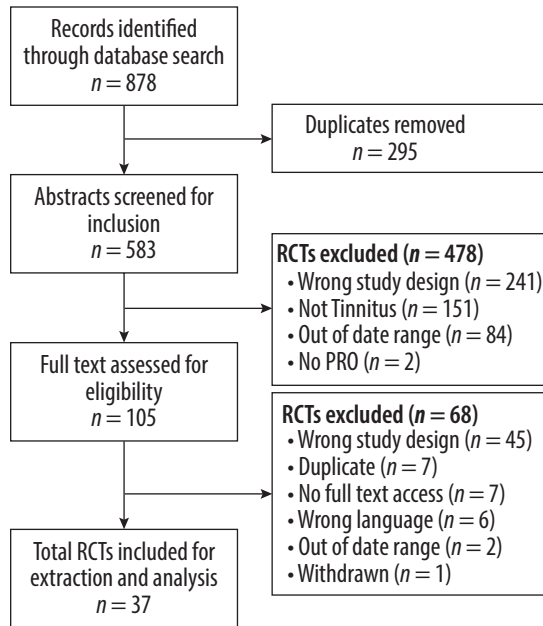 Records identified
through database search
n = 878
Duplicates removed
n = 295
Abstracts screened for
inclusion
n = 583
RCTs excluded (n = 478)
• Wrong study design (n = 241)
• Not Tinnitus (n = 151)
• Out of date range (n = 84)
• No PRO (n = 2)
Full text assessed for
eligibility
n = 105
RCTs excluded (n = 68)
• Wrong study design (n = 45)
• Duplicate (n = 7)
• No full text access (n = 7)
• Wrong language (n = 6)
• Out of date range (n = 2)
• Withdrawn (n = 1)
Total RCTs included for
extraction and analysis
n = 37